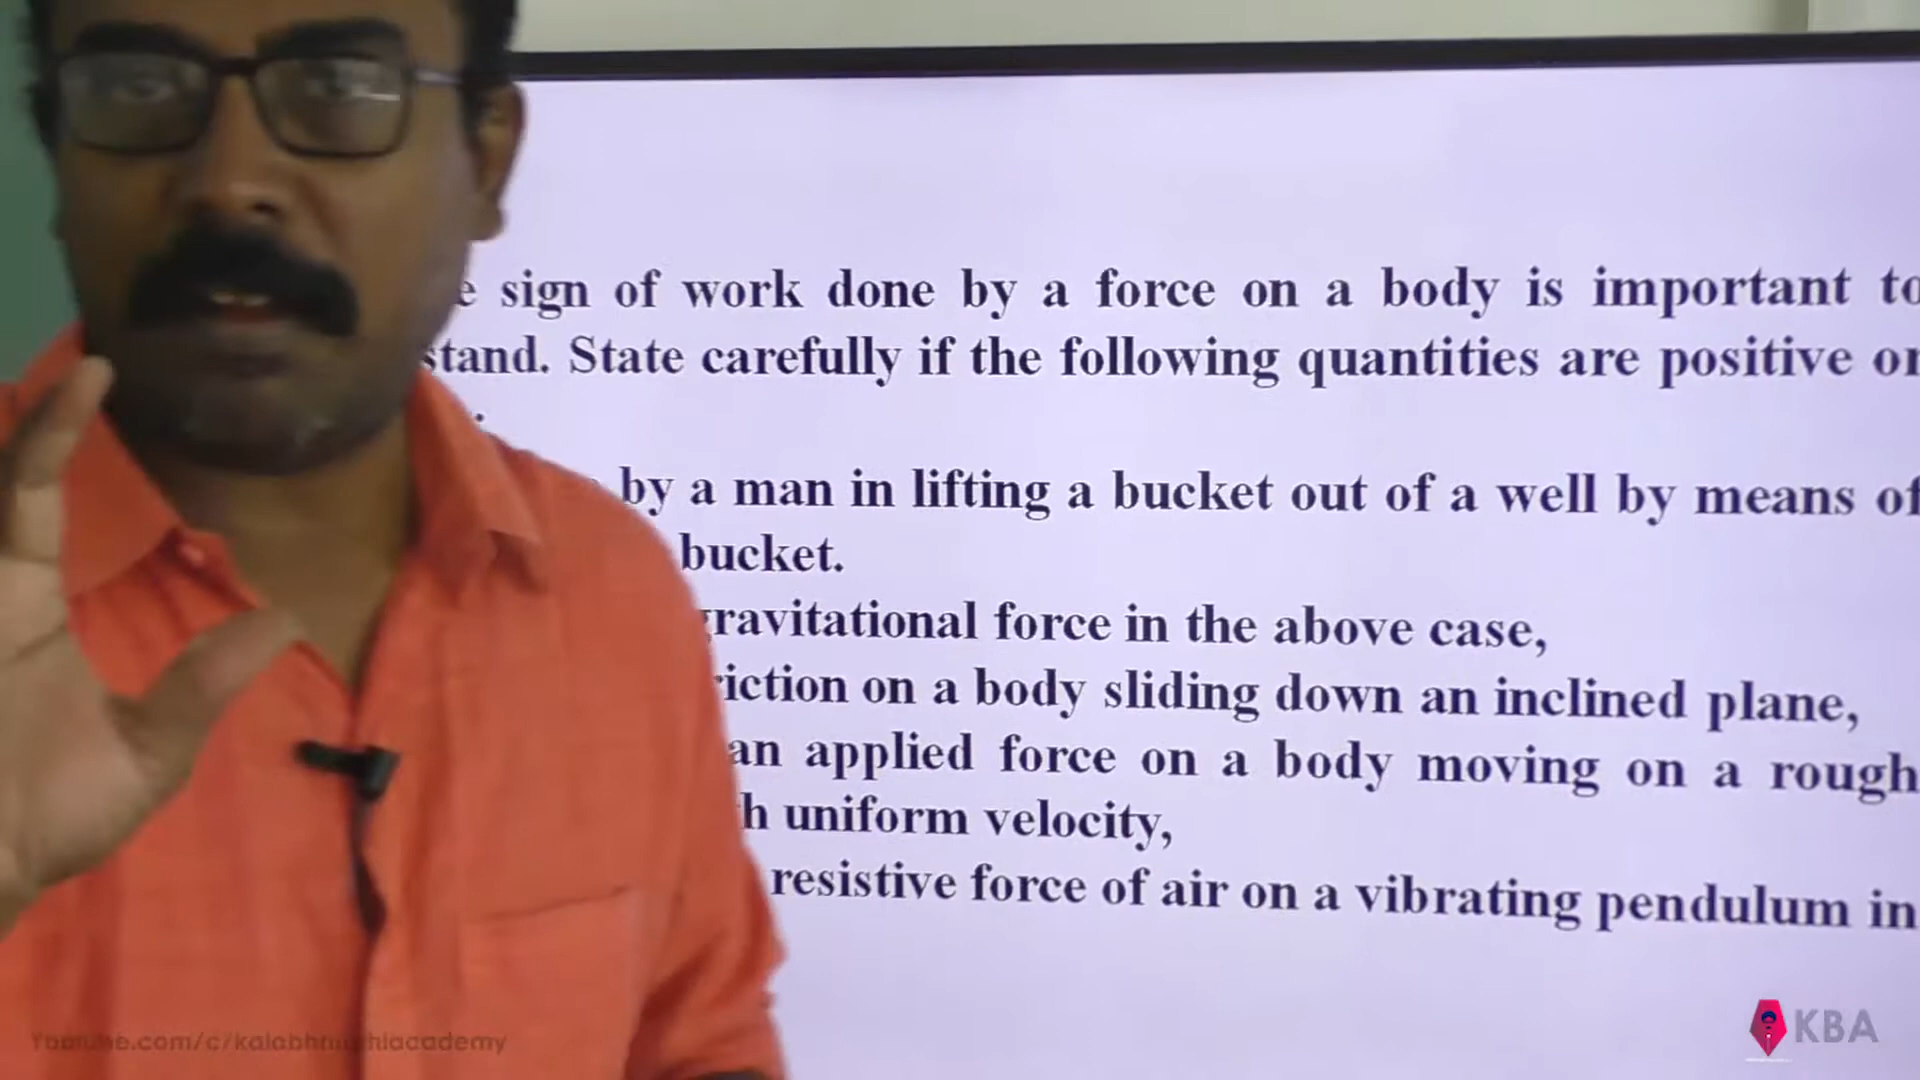 sign of work done by a force on a body is important to
stand. State carefully if the following quantities are positive or
by a man in lifting a bucket out of a well by means of
bucket.
gravitational force in the above case,
iction on a body sliding down an inclined plane,
an applied force on a body moving on a rough
h uniform velocity,
resistive force of air on a vibrating pendulum in
KBA